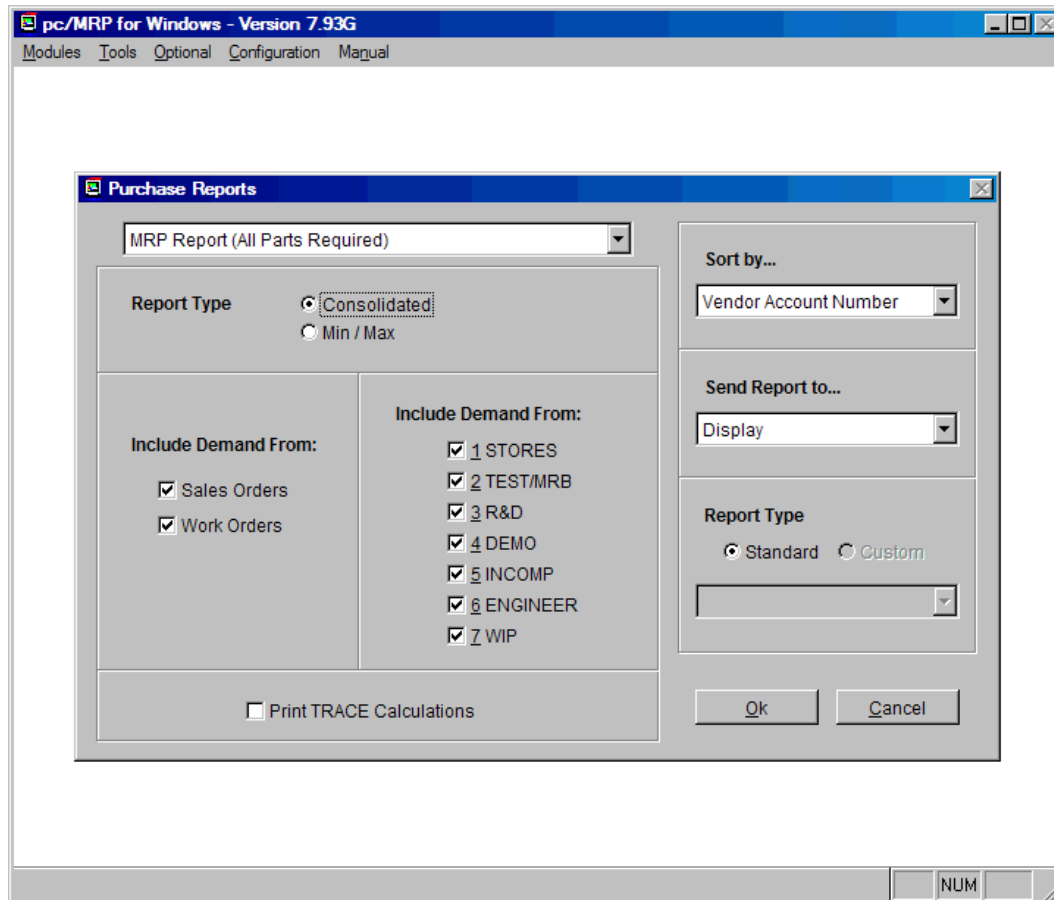 pc/MRP for Windows - Version 7.93G
Modules Tools Optional Configuration Manual
Purchase Reports
MRP Report (All Parts Required)
Report Type
Consolidated
Min / Max
Include Demand From:
Sales Orders
Work Orders
Include Demand From:
1 STORES
2 TEST/MRB
3 R&D
4 DEMO
5 INCOMP
6 ENGINEER
7 WIP
Print TRACE Calculations
Sort by...
Vendor Account Number
Send Report to...
Display
Report Type
Standard Custom
Ok Cancel
NUM